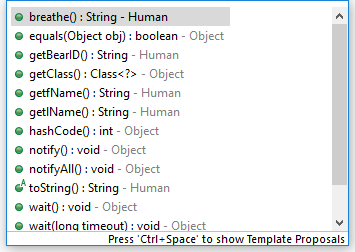 breathe() : String - Human
equals(Object obj) : boolean - Object
getBearID() : String - Human
getClass() : Class<?> - Object
getfName() : String - Human
getlName() : String - Human
hashCode() : int - Object
notify() : void - Object
notifyAll() : void - Object
A toString() : String - Human
wait() : void - Object
wait(long timeout) : void - Object
Press 'Ctrl+Space' to show Template Proposals